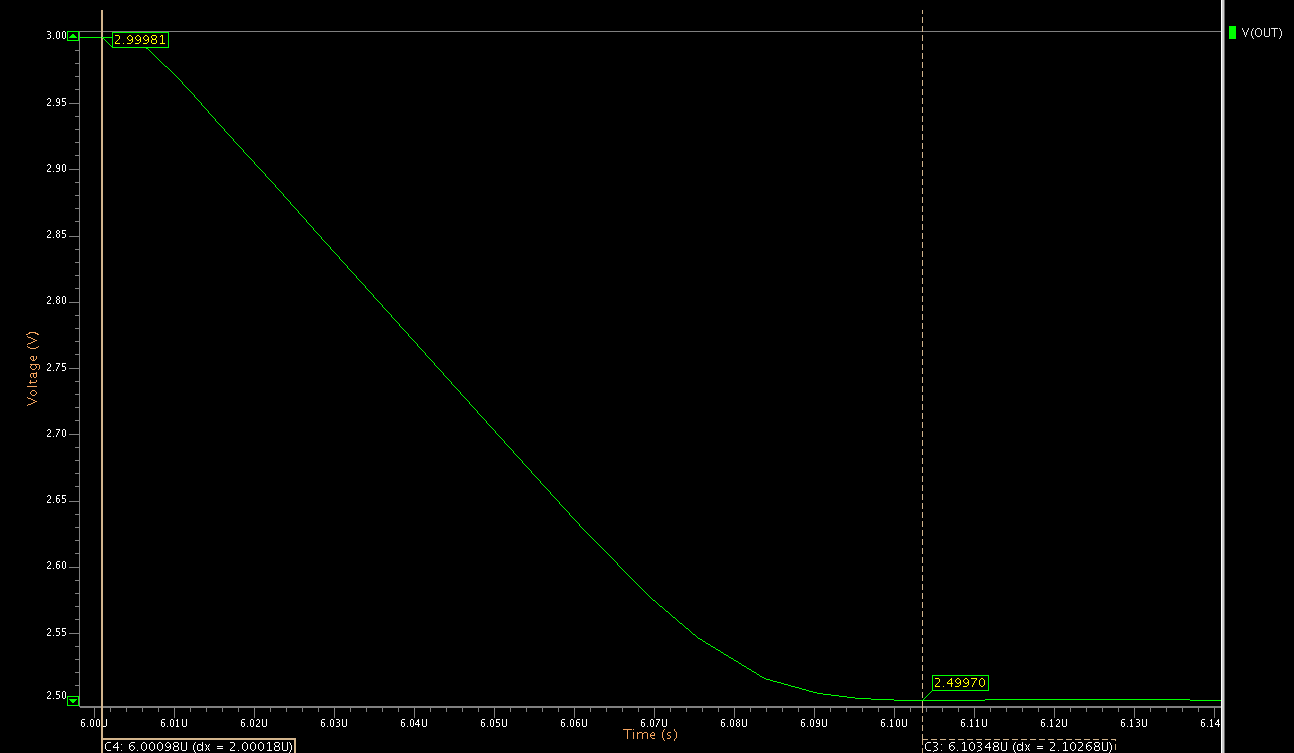 3.00
2.99981
V(OUT)
2.95
2.90
2.85
2.80
2.75
Voltage (V)
2.70
2.65
2.60
2.55
2.50
2.49970
6.00
6.01U
6.02U
6.03U
6.04U
6.05U
6.06U
6.07U
6.08U
6.09U
6.10U
6.11U
6.12U
6.13U
6.14
Time (s)
C4: 6.00098U (dx = 2.00018U)
C3: 6.10348U (dx = 2.10268U)